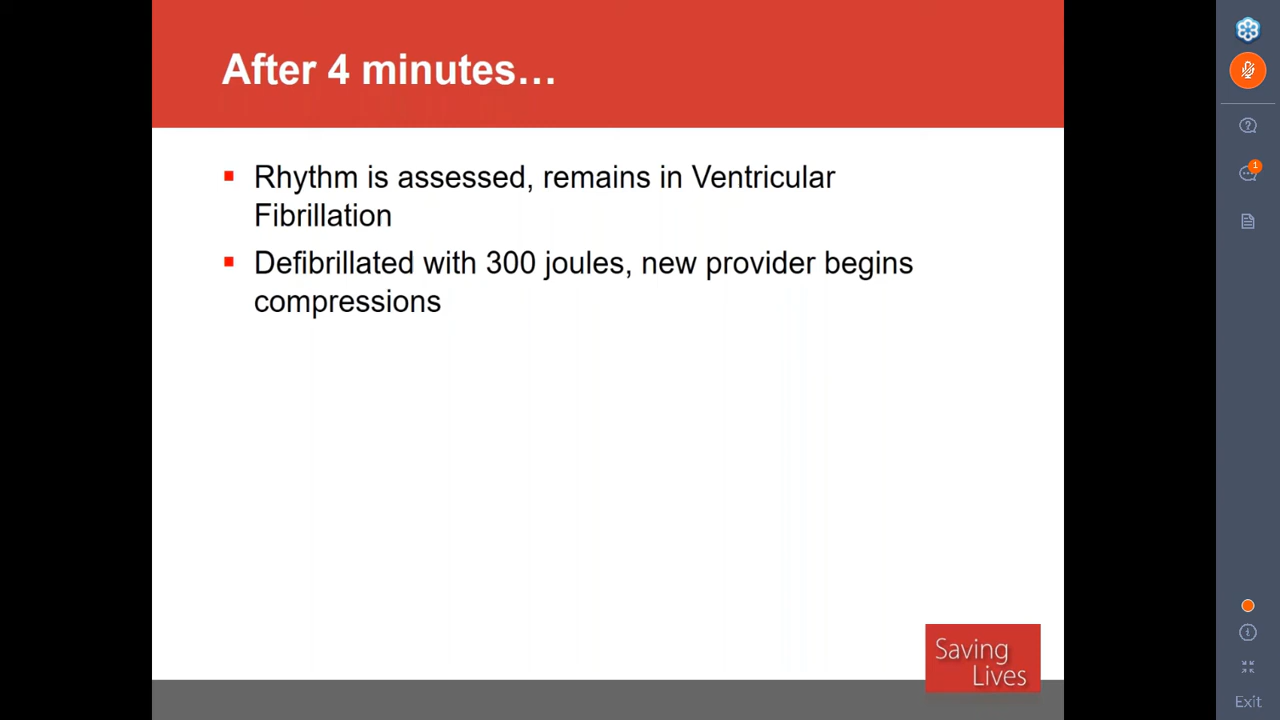 After 4 minutes…
Rhythm is assessed, remains in Ventricular
Fibrillation
Defibrillated with 300 joules, new provider begins
compressions
Saving
Lives
1
Exit